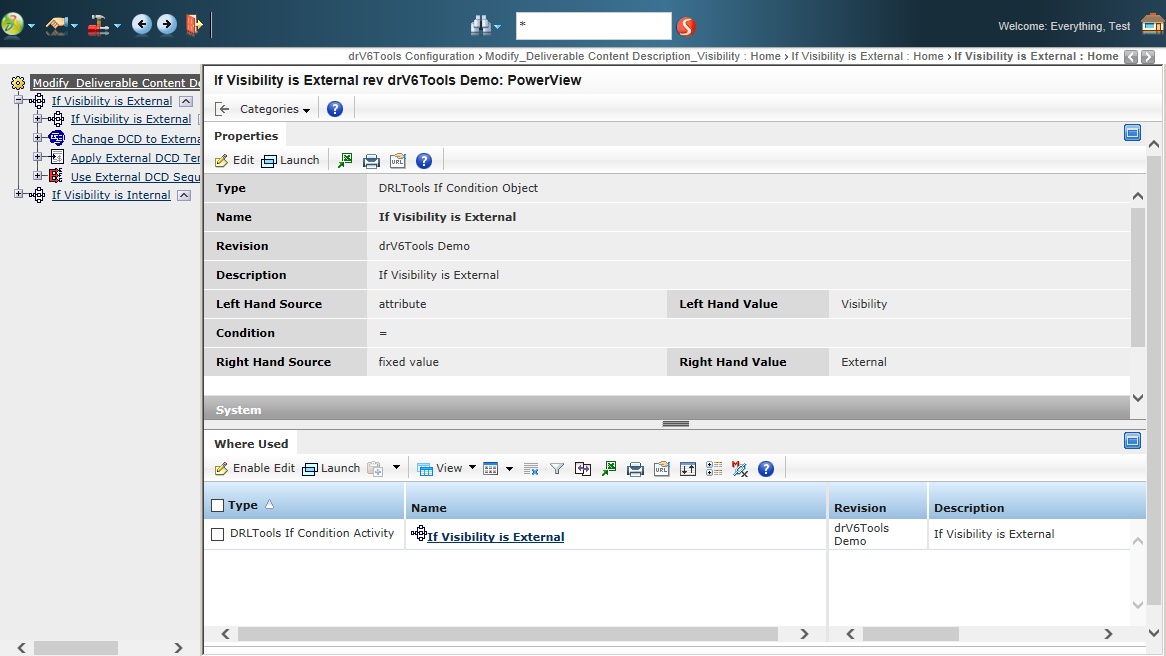 *
Welcome: Everything, Test
drV6Tools Configuration › Modify_Deliverable Content Description_Visibility : Home › If Visibility is External : Home › If Visibility is External : Home
Modify_Deliverable Content De
If Visibility is External
If Visibility is External
Change DCD to Externa
Apply External DCD Ter
Use External DCD Sequ
If Visibility is Internal
If Visibility is External rev drV6Tools Demo: PowerView
Categories
Properties
Edit Launch URL
Type DRLTools If Condition Object
Name If Visibility is External
Revision drV6Tools Demo
Description If Visibility is External
Left Hand Source attribute Left Hand Value Visibility
Condition =
Right Hand Source fixed value Right Hand Value External
System
Where Used
Enable Edit Launch View URL
Type Name Revision Description
DRLTools If Condition Activity If Visibility is External drV6Tools Demo If Visibility is External